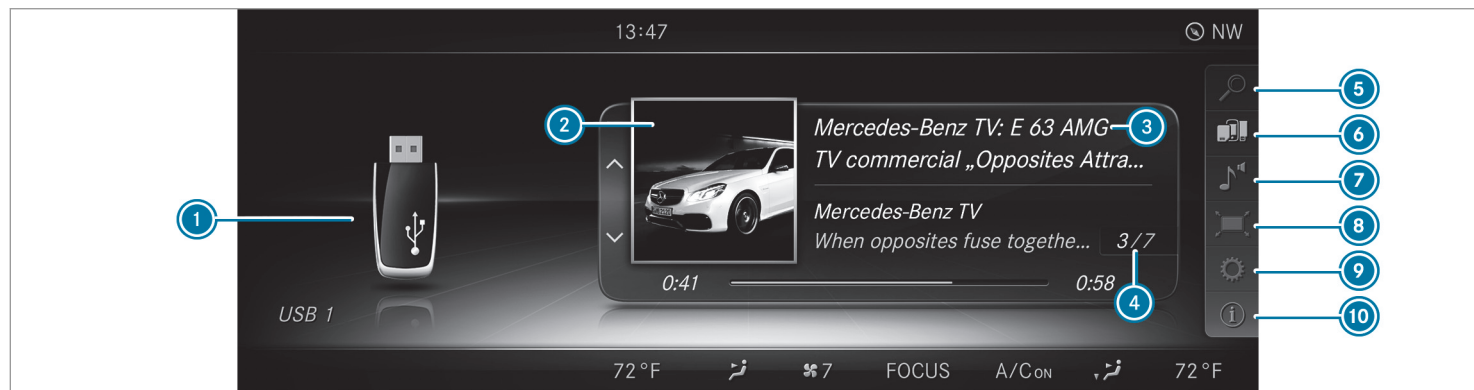 13:47
NW
Mercedes-Benz TV: E 63 AMG
TV commercial „Opposites Attra...
Mercedes-Benz TV
When opposites fuse togethe...
3/7
0:41
0:58
USB 1
72°F
7
FOCUS
A/C ON
72°F
1
2
3
4
5
6
7
8
9
10